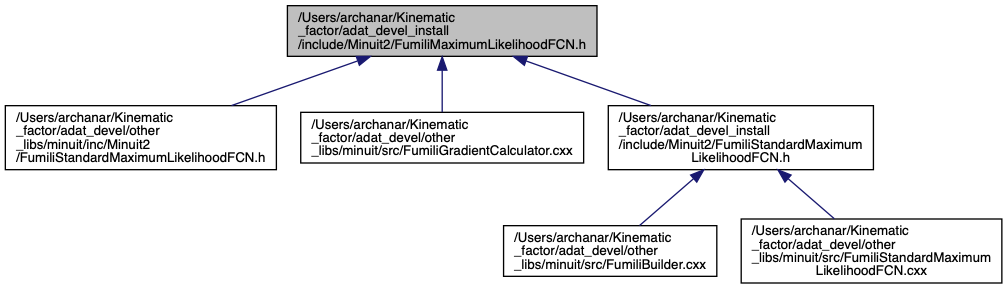 /Users/archanar/Kinematic
_factor/adat_devel_install
/include/Minuit2/FumiliMaximumLikelihoodFCN.h
/Users/archanar/Kinematic
_factor/adat_devel/other
_libs/minuit/inc/Minuit2
/FumiliStandardMaximumLikelihoodFCN.h
/Users/archanar/Kinematic
_factor/adat_devel/other
_libs/minuit/src/FumiliGradientCalculator.cxx
/Users/archanar/Kinematic
_factor/adat_devel_install
/include/Minuit2/FumiliStandardMaximum
LikelihoodFCN.h
/Users/archanar/Kinematic
_factor/adat_devel/other
_libs/minuit/src/FumiliBuilder.cxx
/Users/archanar/Kinematic
_factor/adat_devel/other
_libs/minuit/src/FumiliStandardMaximum
LikelihoodFCN.cxx